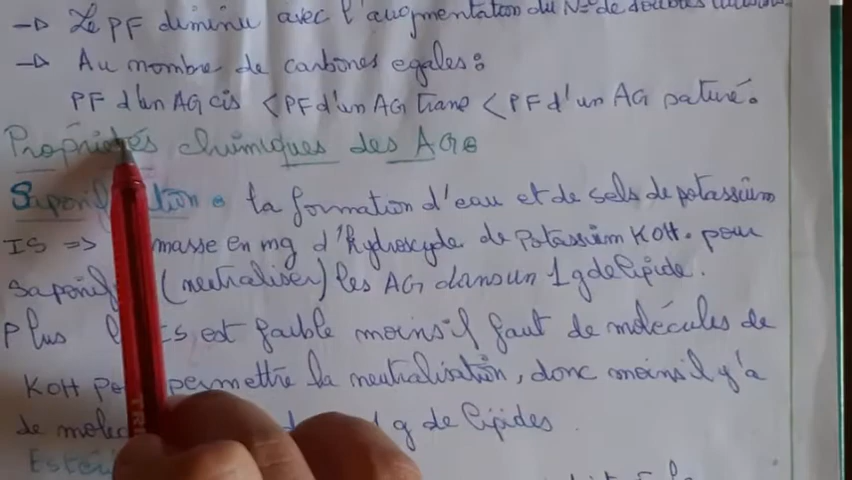 → Le PF diminu avec l'augmentation du N^bre de doubles
→ Au nombre de carbones egales :
PF d'un AG cis < PF d'un AG trans < PF d'un AG saturé.
Propriétés chimiques des AG :
Saponification : la formation d'eau et de sels de potassium
IS => masse en mg d'hydroxyde de potassium KOH. pour
(neutraliser) les AG dans un 1g de lipide.
Plus est faible moins il faut de molécules de
KOH permettre la neutralisation, donc moins il y'a
de 1 g de lipides